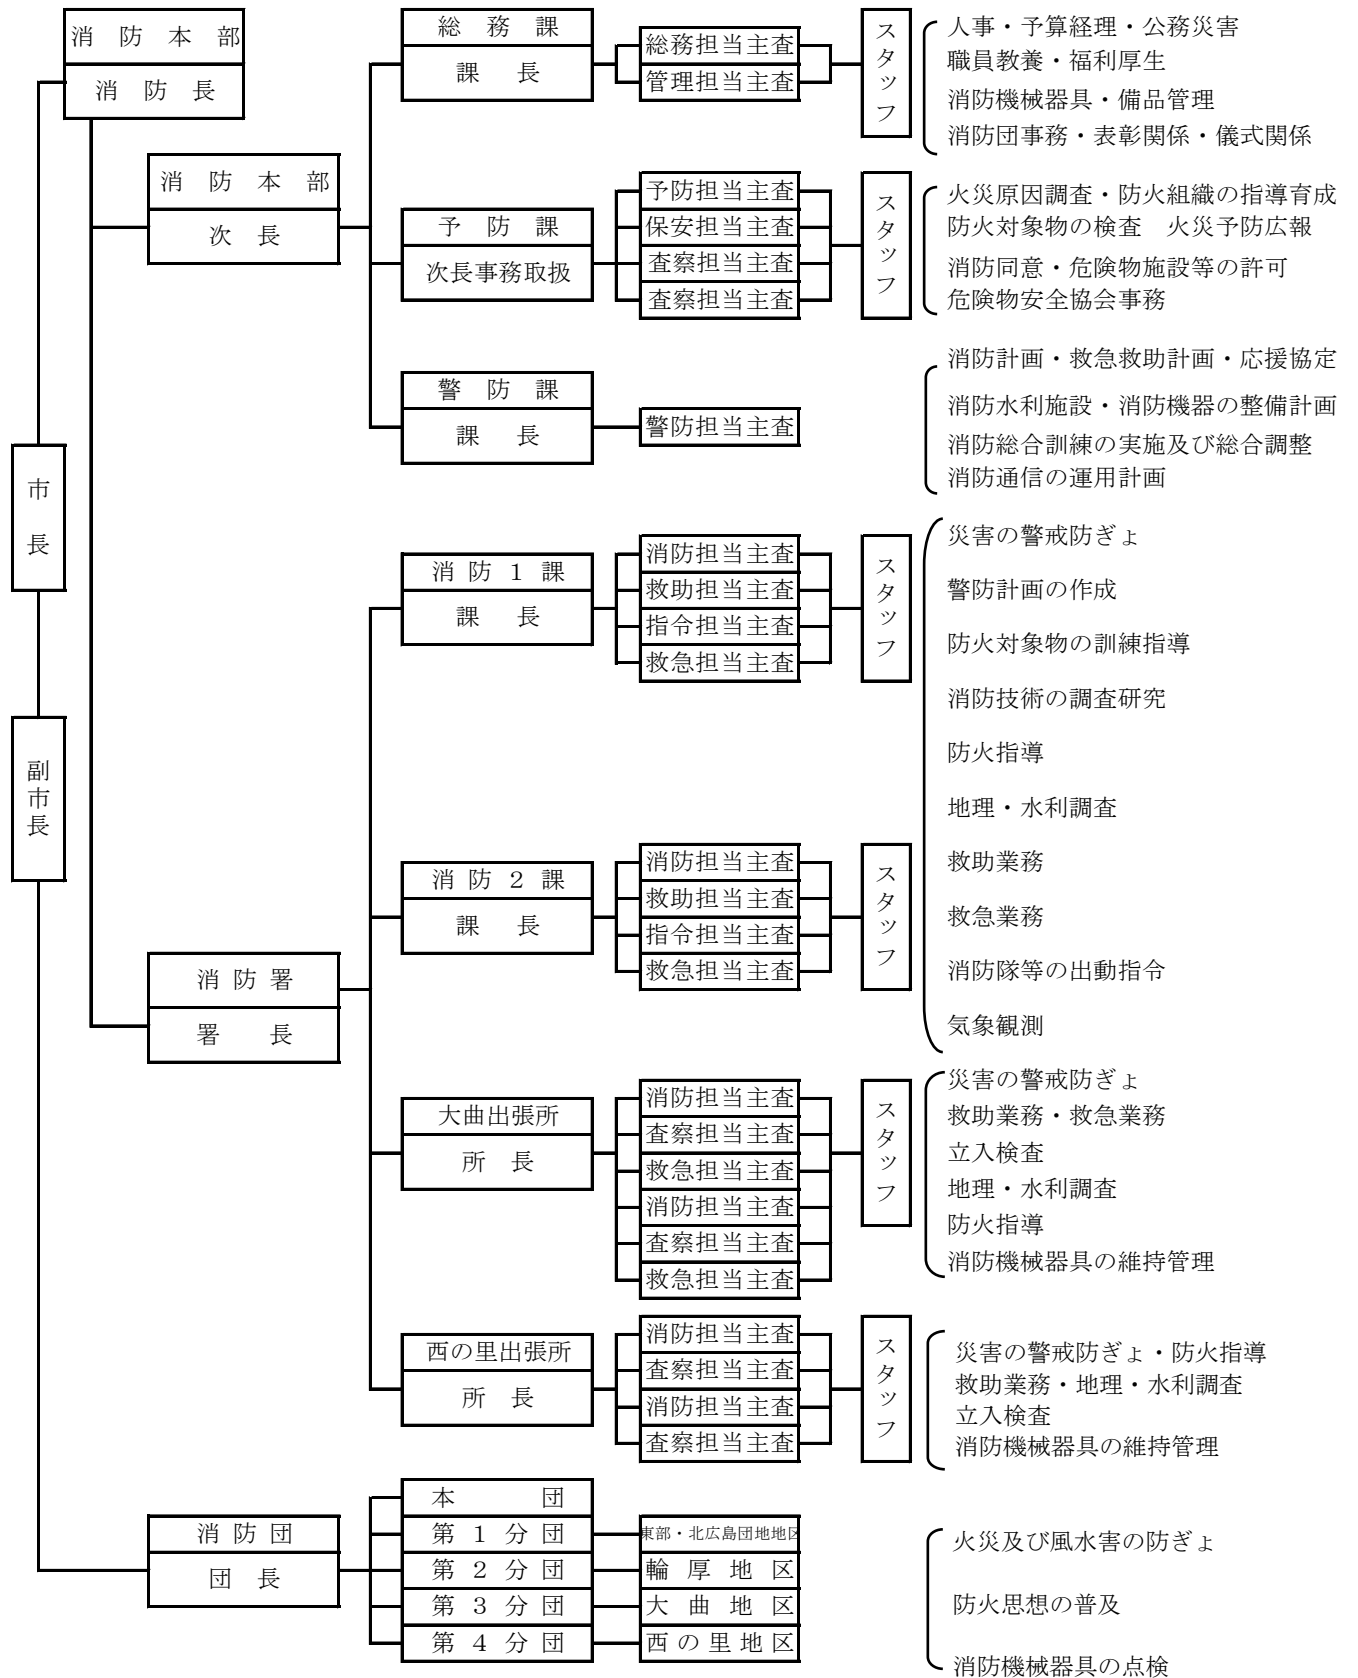 消防本部
消防長
消防本部
次長
市長
副市長
総務課
課長
総務担当主査
管理担当主査
スタッフ
人事・予算経理・公務災害
職員教養・福利厚生
消防機械器具・備品管理
消防団事務・表彰関係・儀式関係
予防課
次長事務取扱
予防担当主査
保安担当主査
査察担当主査
査察担当主査
スタッフ
火災原因調査・防火組織の指導育成
防火対象物の検査　火災予防広報
消防同意・危険物施設等の許可
危険物安全協会事務
警防課
課長
警防担当主査
消防計画・救急救助計画・応援協定
消防水利施設・消防機器の整備計画
消防総合訓練の実施及び総合調整
消防通信の運用計画
消防署
署長
消防1課
課長
消防担当主査
救助担当主査
指令担当主査
救急担当主査
スタッフ
消防2課
課長
消防担当主査
救助担当主査
指令担当主査
救急担当主査
スタッフ
災害の警戒防ぎょ
警防計画の作成
防火対象物の訓練指導
消防技術の調査研究
防火指導
地理・水利調査
救助業務
救急業務
消防隊等の出動指令
気象観測
大曲出張所
所長
消防担当主査
査察担当主査
救急担当主査
消防担当主査
査察担当主査
救急担当主査
スタッフ
災害の警戒防ぎょ
救助業務・救急業務
立入検査
地理・水利調査
防火指導
消防機械器具の維持管理
西の里出張所
所長
消防担当主査
査察担当主査
消防担当主査
査察担当主査
スタッフ
災害の警戒防ぎょ・防火指導
救助業務・地理・水利調査
立入検査
消防機械器具の維持管理
消防団
団長
本団
第1分団
東部・北広島団地地区
第2分団
輪厚地区
第3分団
大曲地区
第4分団
西の里地区
火災及び風水害の防ぎょ
防火思想の普及
消防機械器具の点検